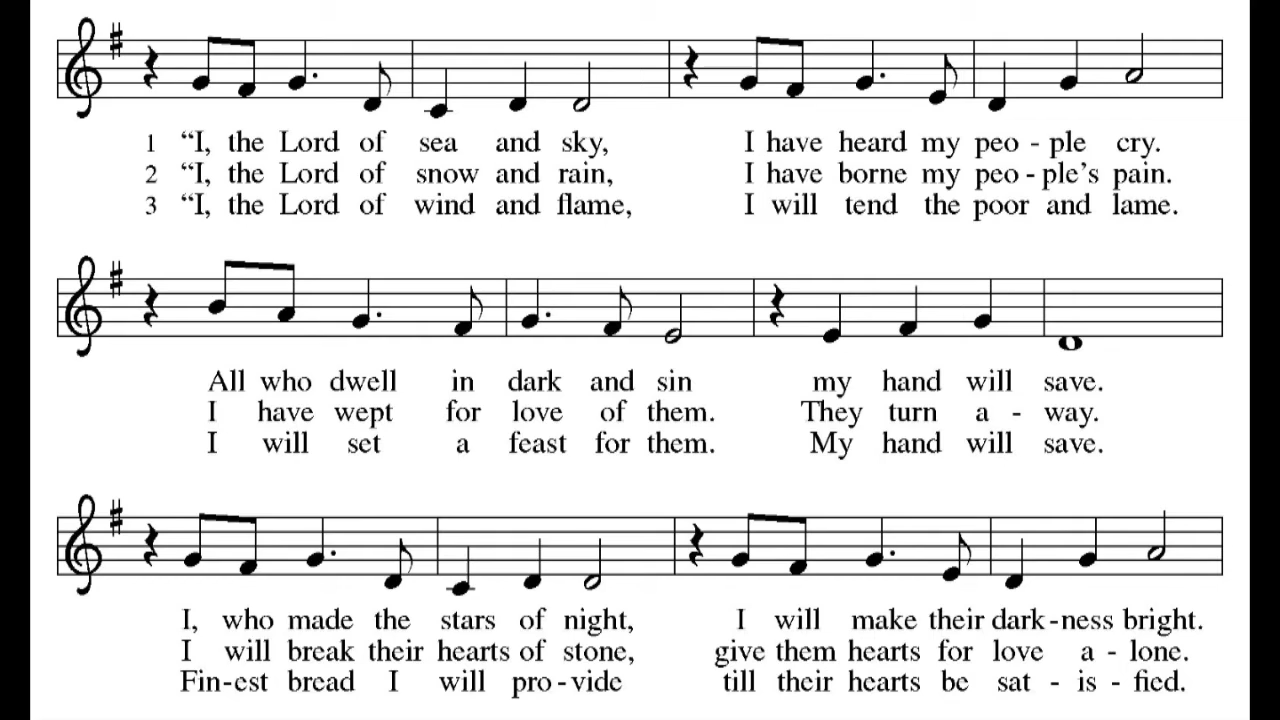 1 “I, the Lord of sea and sky, I have heard my peo - ple cry.
2 “I, the Lord of snow and rain, I have borne my peo - ple’s pain.
3 “I, the Lord of wind and flame, I will tend the poor and lame.
All who dwell in dark and sin my hand will save.
I have wept for love of them. They turn a - way.
I will set a feast for them. My hand will save.
I, who made the stars of night, I will make their dark - ness bright.
I will break their hearts of stone, give them hearts for love a - lone.
Fin - est bread I will pro - vide till their hearts be sat - is - fied.